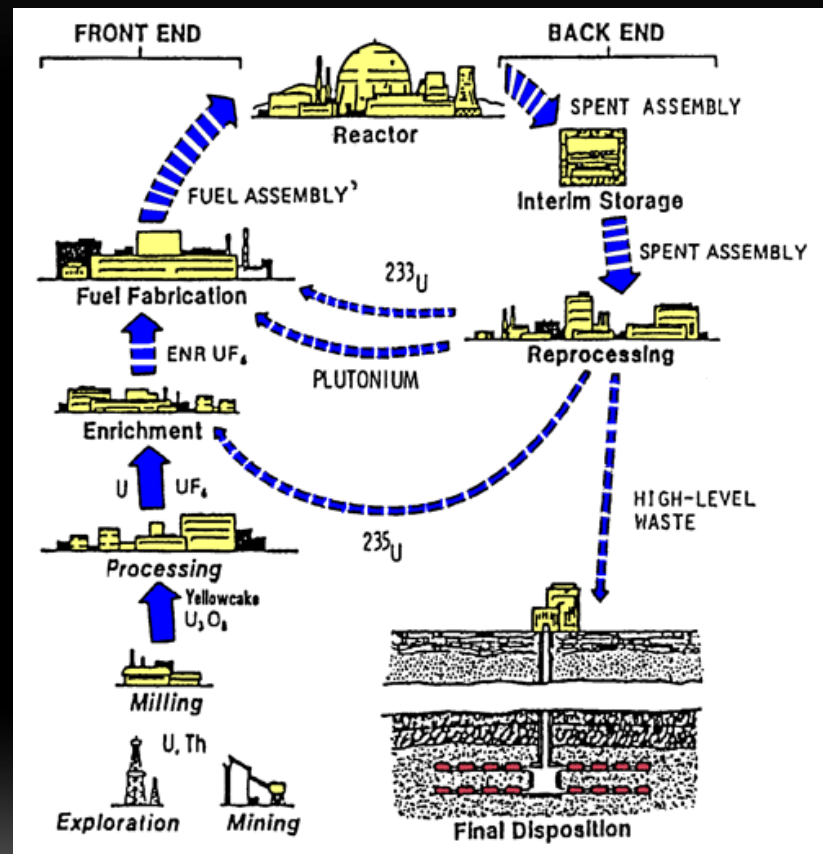 FRONT END
BACK END
Reactor
SPENT ASSEMBLY
Interim Storage
FUEL ASSEMBLY
SPENT ASSEMBLY
Fuel Fabrication
233U
Reprocessing
ENR UF₆
PLUTONIUM
Enrichment
U UF₆
HIGH-LEVEL
WASTE
235U
Processing
Yellowcake
U₃O₈
Milling
U, Th
Exploration
Mining
Final Disposition